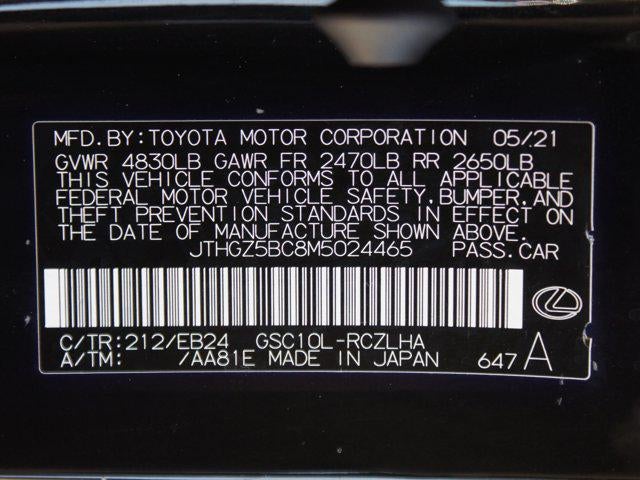 MFD.BY:TOYOTA MOTOR CORPORATION 05/21
GVWR 4830LB GAWR FR 2470LB RR 2650LB
THIS VEHICLE CONFORMS TO ALL APPLICABLE
FEDERAL MOTOR VEHICLE SAFETY,BUMPER,AND
THEFT PREVENTION STANDARDS IN EFFECT ON
THE DATE OF MANUFACTURE SHOWN ABOVE.
JTHGZ5BC8M5024465 PASS.CAR
C/TR:212/EB24 GSC10L-RCZLHA
A/TM: /AA81E MADE IN JAPAN 647 A